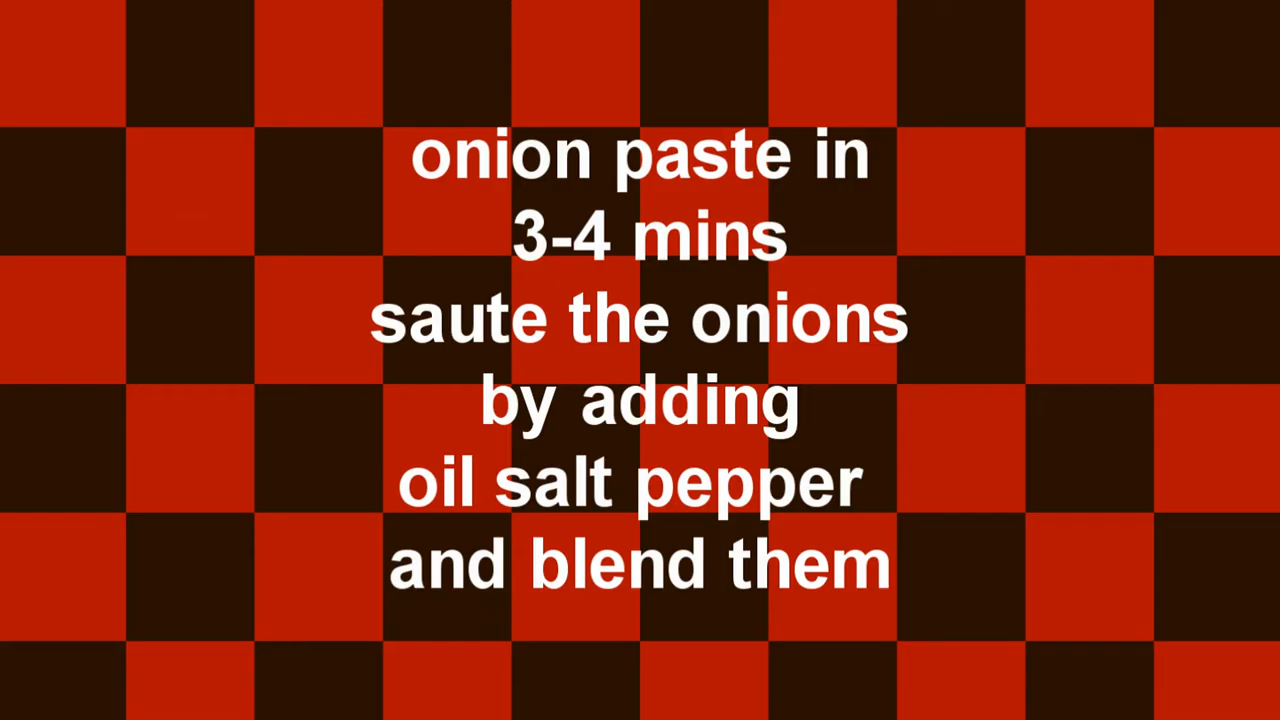 onion paste in
3-4 mins
saute the onions
by adding
oil salt pepper
and blend them